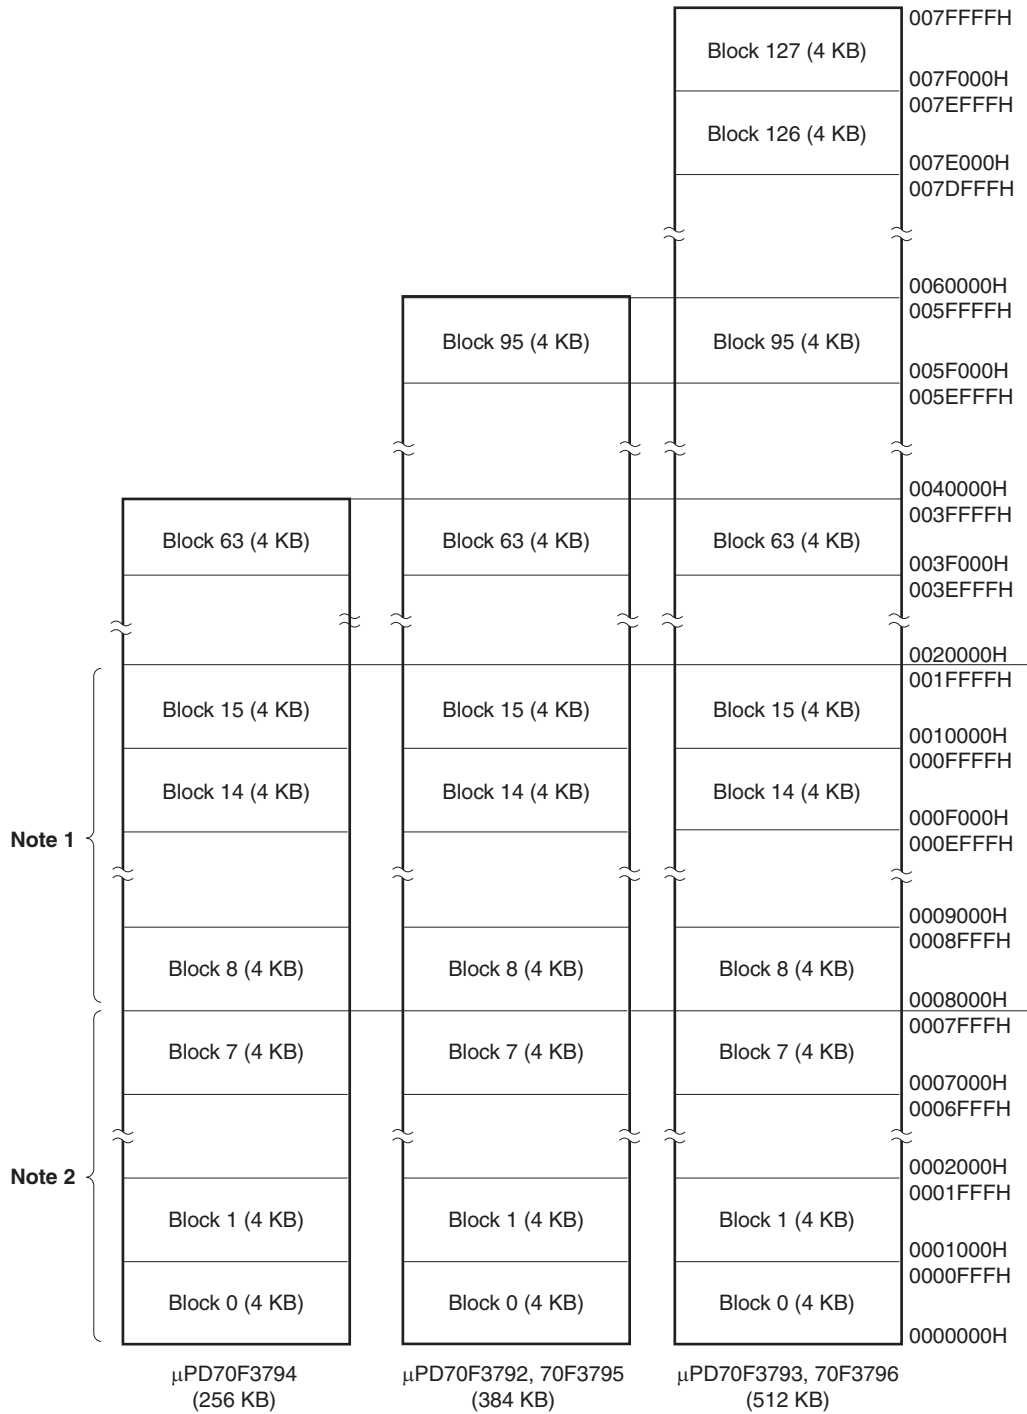 007FFFFH
Block 127 (4 KB)
007F000H
007EFFFH
Block 126 (4 KB)
007E000H
007DFFFH
0060000H
005FFFFH
Block 95 (4 KB) Block 95 (4 KB)
005F000H
005EFFFH
0040000H
003FFFFH
Block 63 (4 KB) Block 63 (4 KB) Block 63 (4 KB)
003F000H
003EFFFH
0020000H
001FFFFH
Block 15 (4 KB) Block 15 (4 KB) Block 15 (4 KB)
0010000H
000FFFFH
Block 14 (4 KB) Block 14 (4 KB) Block 14 (4 KB)
000F000H
Note 1
000EFFFH
0009000H
0008FFFH
Block 8 (4 KB) Block 8 (4 KB) Block 8 (4 KB)
0008000H
0007FFFH
Block 7 (4 KB) Block 7 (4 KB) Block 7 (4 KB)
0007000H
0006FFFH
0002000H
Note 2
0001FFFH
Block 1 (4 KB) Block 1 (4 KB) Block 1 (4 KB)
0001000H
0000FFFH
Block 0 (4 KB) Block 0 (4 KB) Block 0 (4 KB)
0000000H
μPD70F3794 μPD70F3792, 70F3795 μPD70F3793, 70F3796
(256 KB) (384 KB) (512 KB)